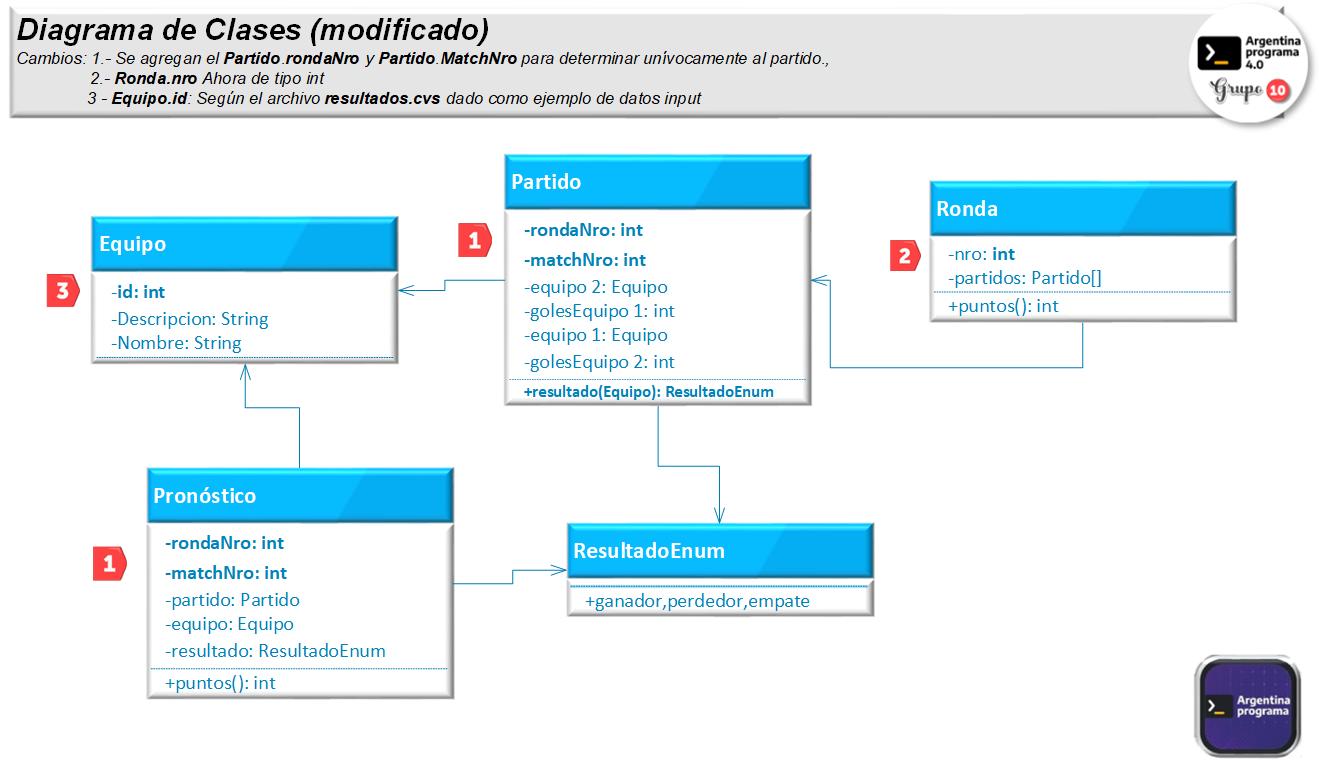 Diagrama de Clases (modificado)
Cambios: 1.- Se agregan el Partido.rondaNro y Partido.MatchNro para determinar unívocamente al partido.,
2.- Ronda.nro Ahora de tipo int
3 - Equipo.id: Según el archivo resultados.cvs dado como ejemplo de datos input
Argentina
programa
4.0
Grupo 10
Equipo
3
-id: int
-Descripcion: String
-Nombre: String
Partido
1
-rondaNro: int
-matchNro: int
-equipo 2: Equipo
-golesEquipo 1: int
-equipo 1: Equipo
-golesEquipo 2: int
+resultado(Equipo): ResultadoEnum
Ronda
2
-nro: int
-partidos: Partido[]
+puntos(): int
Pronóstico
1
-rondaNro: int
-matchNro: int
-partido: Partido
-equipo: Equipo
-resultado: ResultadoEnum
+puntos(): int
ResultadoEnum
+ganador,perdedor,empate
Argentina
programa